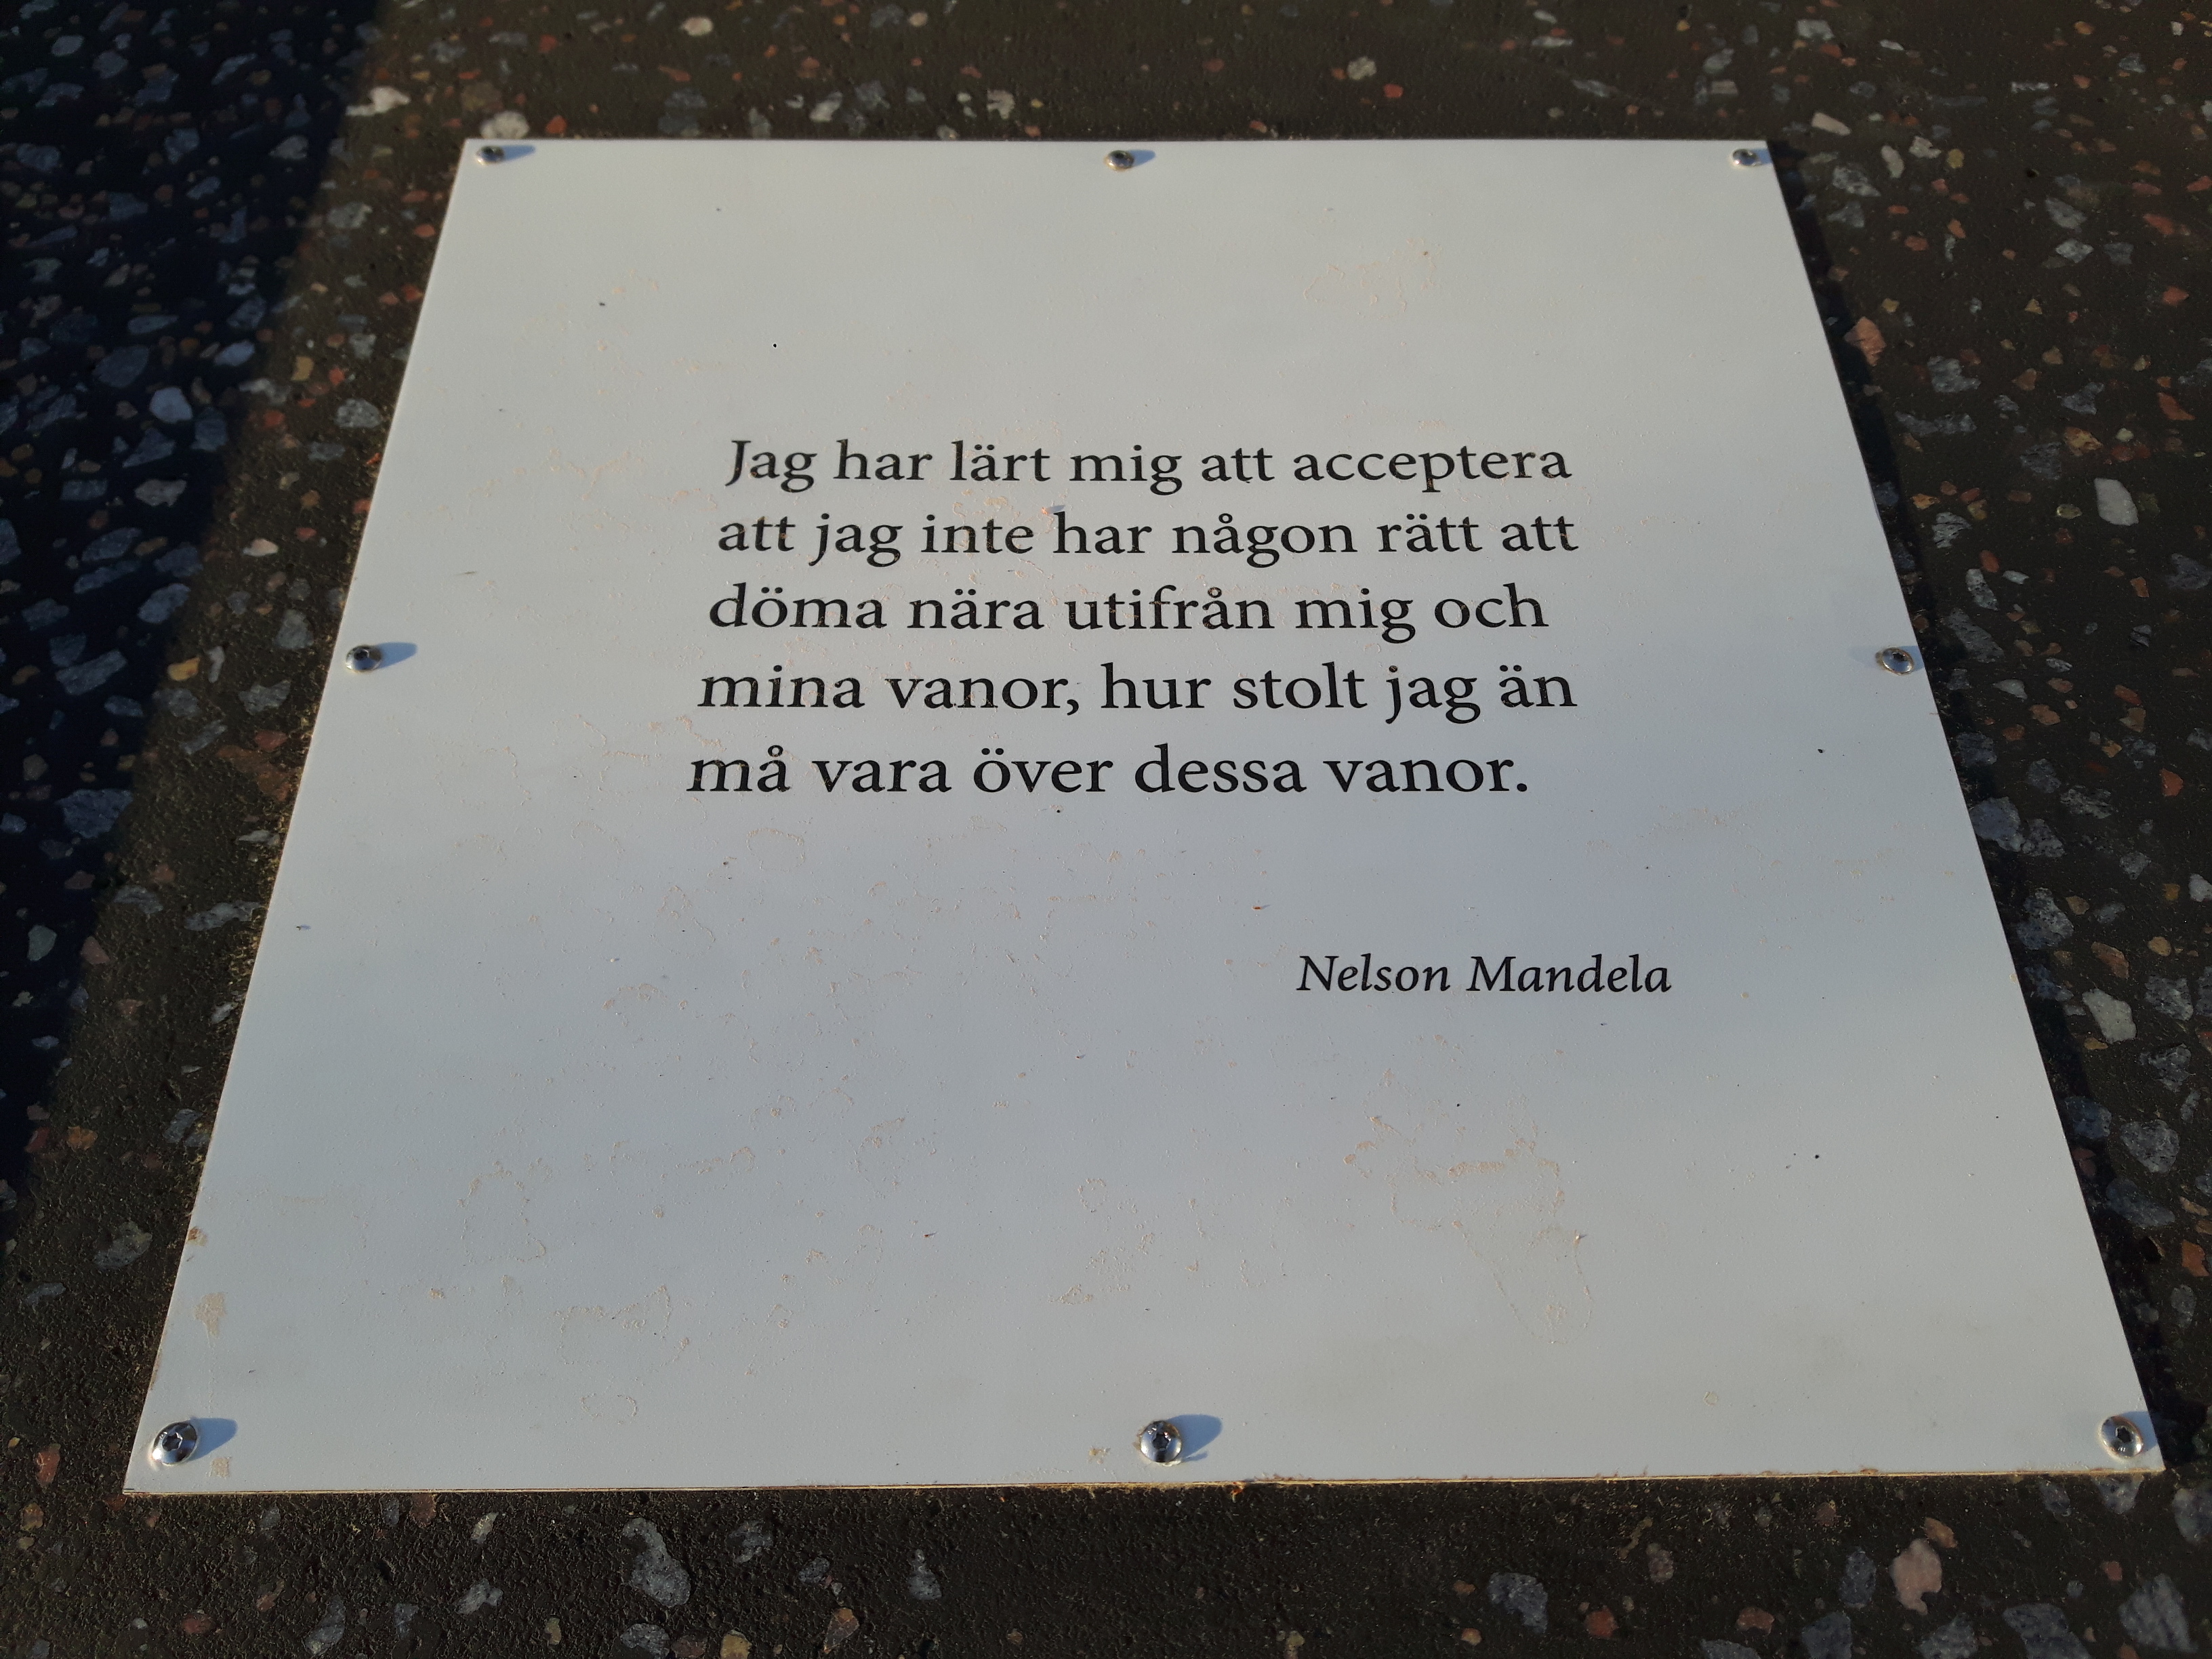 Jag har lärt mig att acceptera
att jag inte har någon rätt att
döma nära utifrån mig och
mina vanor, hur stolt jag än
må vara över dessa vanor.
Nelson Mandela